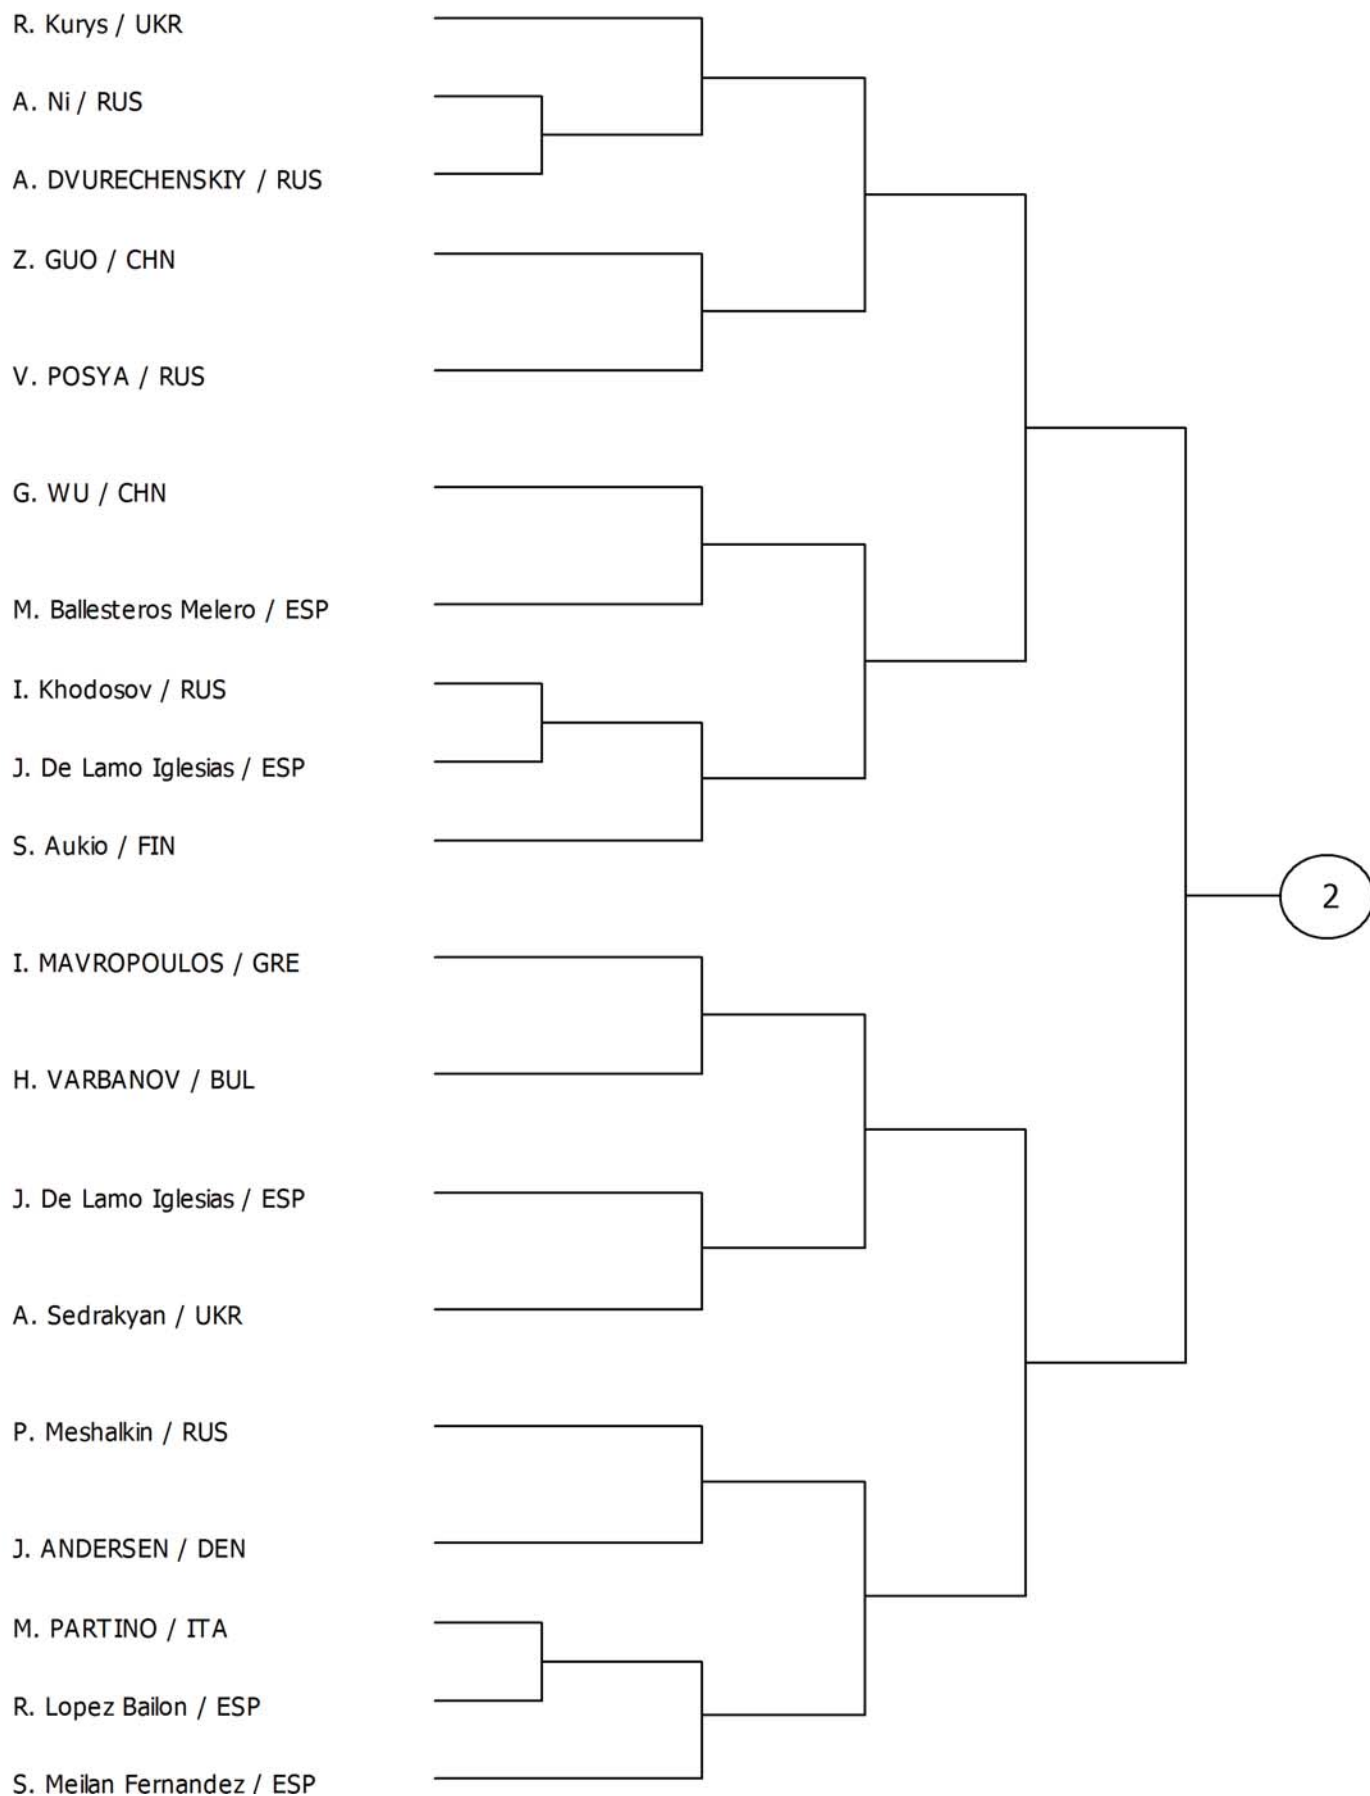 R. Kurys / UKR
A. Ni / RUS
A. DVURECHENSKIY / RUS
Z. GUO / CHN
V. POSYA / RUS
G. WU / CHN
M. Ballesteros Melero / ESP
I. Khodosov / RUS
J. De Lamo Iglesias / ESP
S. Aukio / FIN
2
I. MAVROPOULOS / GRE
H. VARBANOV / BUL
J. De Lamo Iglesias / ESP
A. Sedrakyan / UKR
P. Meshalkin / RUS
J. ANDERSEN / DEN
M. PARTINO / ITA
R. Lopez Bailon / ESP
S. Meilan Fernandez / ESP